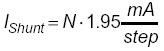 I_Shunt = N · 1.95 mA/step